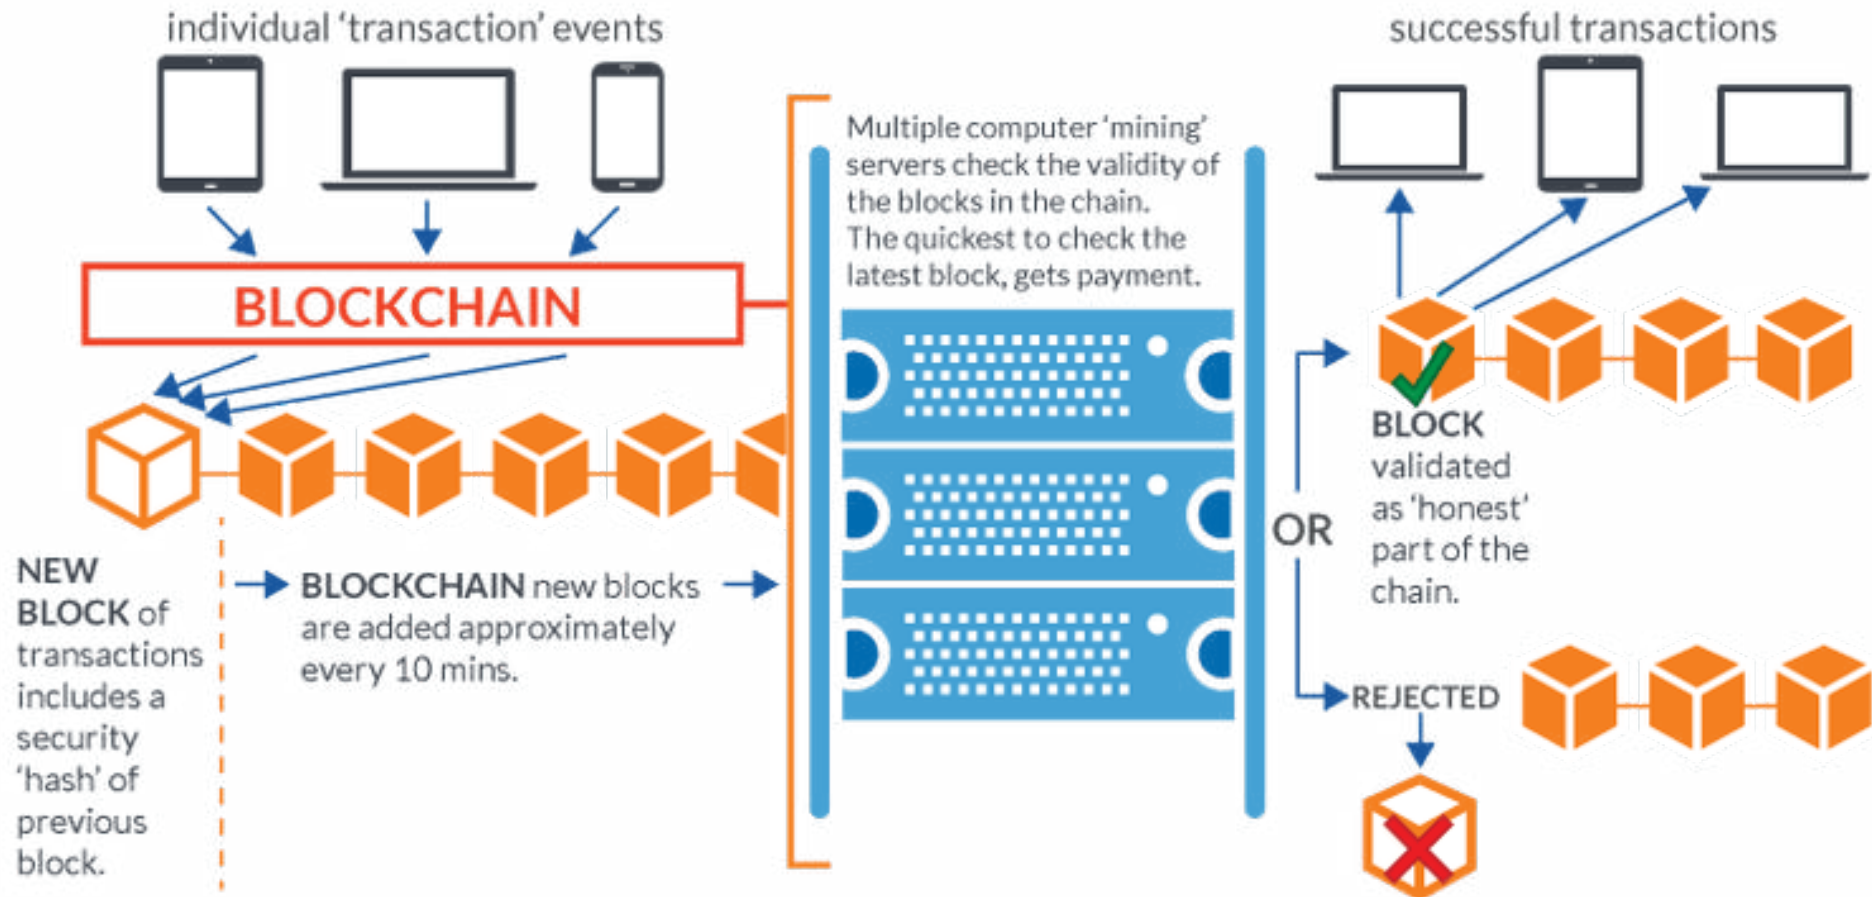 individual ‘transaction’ events
BLOCKCHAIN
NEW
BLOCK of
transactions
includes a
security
‘hash’ of
previous
block.
BLOCKCHAIN new blocks
are added approximately
every 10 mins.
Multiple computer ‘mining’
servers check the validity of
the blocks in the chain.
The quickest to check the
latest block, gets payment.
OR
successful transactions
BLOCK
validated
as ‘honest’
part of the
chain.
REJECTED